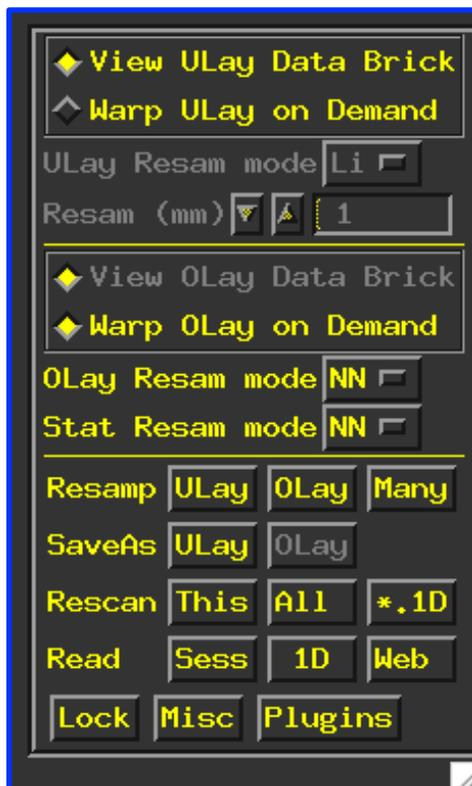 View ULay Data Brick
Warp ULay on Demand
ULay Resam mode Li
Resam (mm) 1
View OLay Data Brick
Warp OLay on Demand
OLay Resam mode NN
Stat Resam mode NN
Resamp ULay OLay Many
SaveAs ULay OLay
Rescan This All *.1D
Read Sess 1D Web
Lock Misc Plugins